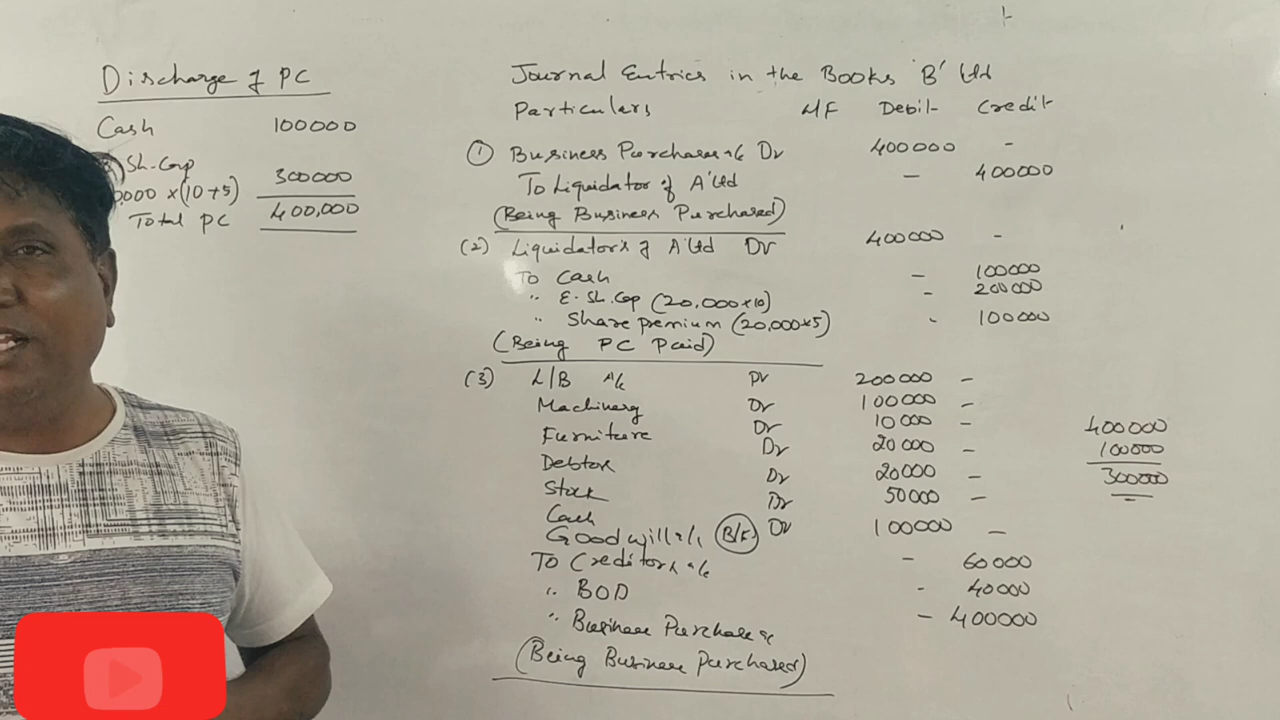 Discharge of PC
Cash 100000
Sh. Cap 300000
000 x (10+5)
Total PC 400,000
Journal Entries in the Books 'B' Ltd
Particulars L/F Debit Credit
(1) Business Purchase a/c Dr 400000 -
To Liquidator of A'Ltd - 400000
(Being Business Purchased)
(2) Liquidators of A'Ltd Dr 400000 -
To Cash - 100000
" E. Sh. Cap (20,000x10) - 200000
" Share premium (20,000x5) - 100000
(Being PC Paid)
(3) L/B A/c Dr 200000 -
Machinery Dr 100000 -
Furniture Dr 10000 -
Debtors Dr 20000 -
Stock Dr 20000 -
Cash Dr 50000 -
Goodwill a/c (B/F) Dr 100000 -
To Creditors a/c - 60000
" BOD - 40000
" Business Purchase a/c - 400000
(Being Business Purchased)
400000
100000
300000